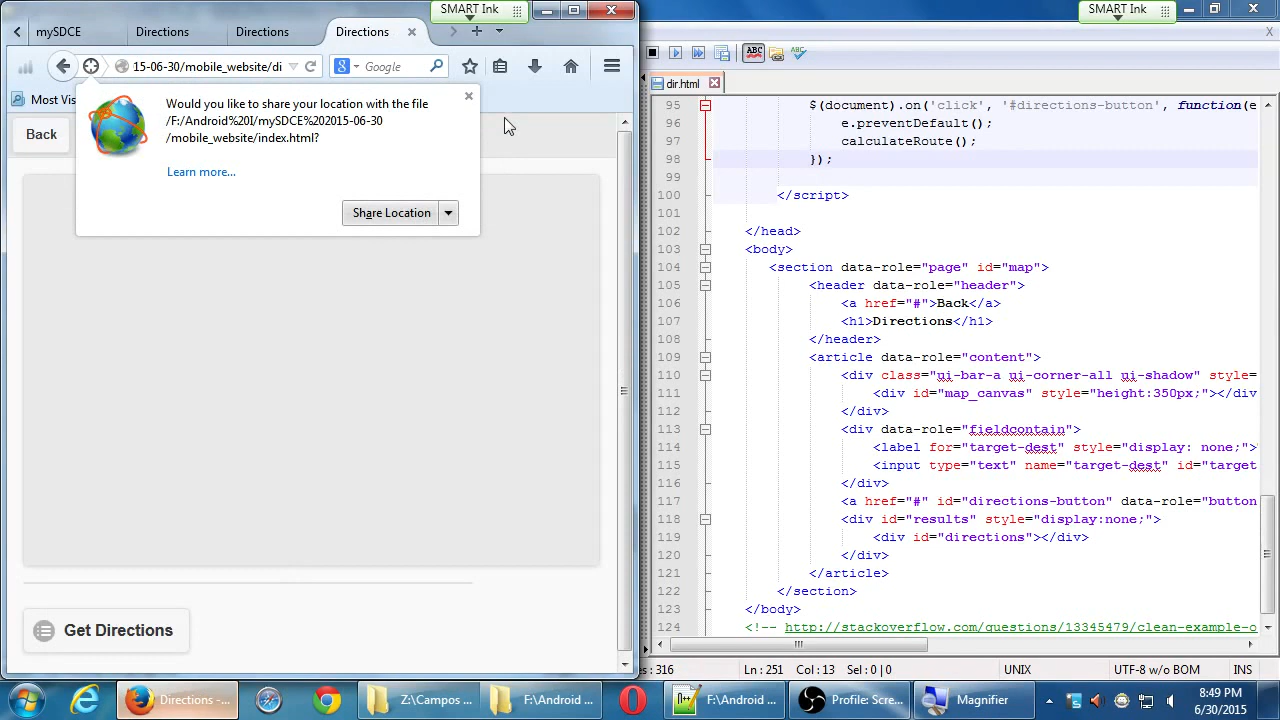 SMART Ink
SMART Ink
mySDCE
Directions
Directions
Directions
15-06-30/mobile_website/di
Google
Most Vis
Would you like to share your location with the file
/F:/Android%20I/mySDCE%202015-06-30
/mobile_website/index.html?
Learn more...
Share Location
Back
Get Directions
ABC
ABC
dir.html
95 $(document).on('click', '#directions-button', function(e
96 e.preventDefault();
97 calculateRoute();
98 });
99
100 </script>
101
102 </head>
103 <body>
104 <section data-role="page" id="map">
105 <header data-role="header">
106 <a href="#">Back</a>
107 <h1>Directions</h1>
108 </header>
109 <article data-role="content">
110 <div class="ui-bar-a ui-corner-all ui-shadow" style=
111 <div id="map_canvas" style="height:350px;"></div
112 </div>
113 <div data-role="fieldcontain">
114 <label for="target-dest" style="display: none;">
115 <input type="text" name="target-dest" id="target
116 </div>
117 <a href="#" id="directions-button" data-role="button
118 <div id="results" style="display:none;">
119 <div id="directions"></div>
120 </div>
121 </article>
122 </section>
123 </body>
124 <!-- http://stackoverflow.com/questions/13345479/clean-example-o
es : 316 Ln : 251 Col : 13 Sel : 0 | 0 UNIX UTF-8 w/o BOM INS
Directions - ...
Z:\Campos ...
F:\Android ...
F:\Android ...
Profile: Scre...
Magnifier
8:49 PM
6/30/2015